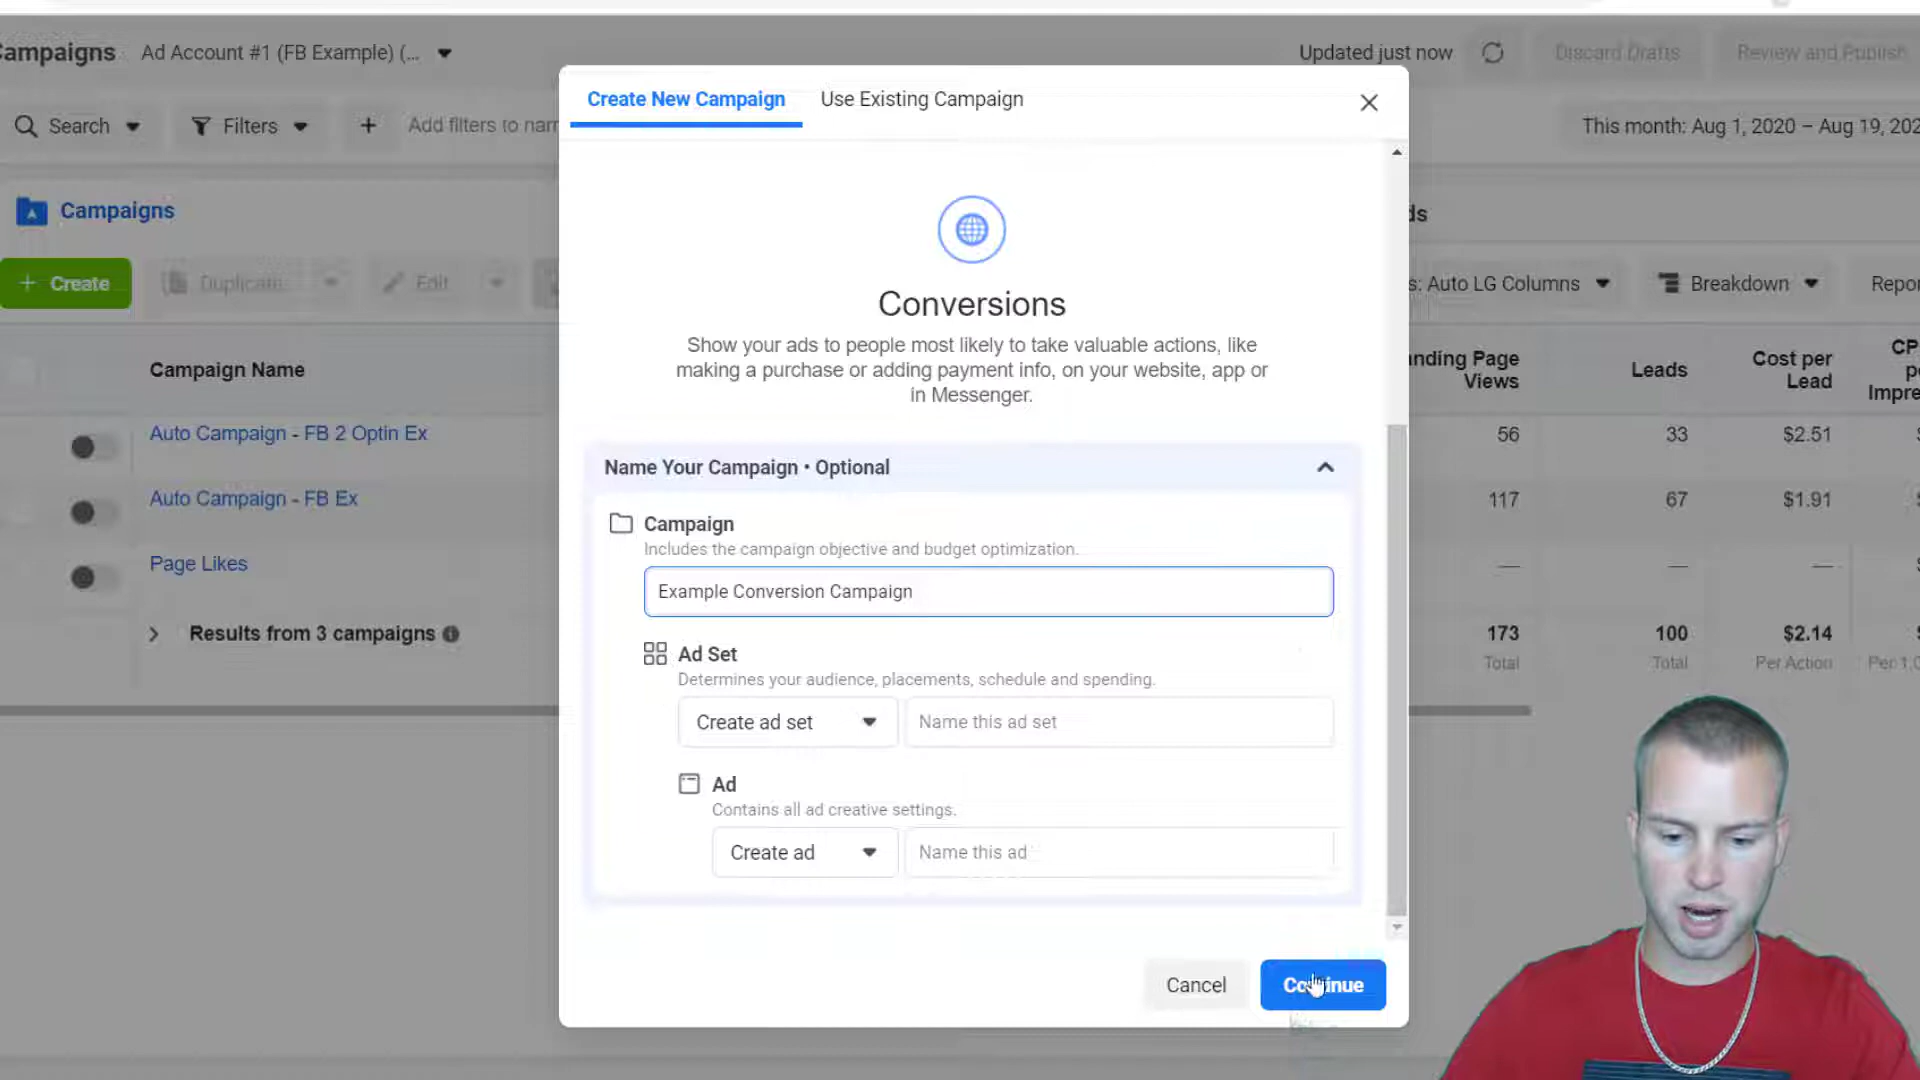 Campaigns Ad Account #1 (FB Example) (...
Updated just now Discard Drafts Review and Publish
Search Filters + Add filters to narr
This month: Aug 1, 2020 – Aug 19, 202
Create New Campaign Use Existing Campaign
Campaigns
ds
+ Create Duplicate Edit
s: Auto LG Columns Breakdown Repor
Conversions
Show your ads to people most likely to take valuable actions, like
making a purchase or adding payment info, on your website, app or
in Messenger.
Campaign Name
nding Page
Views
Leads
Cost per
Lead
CP
p
Impre
Auto Campaign - FB 2 Optin Ex
56 33 $2.51 $
Auto Campaign - FB Ex
117 67 $1.91 $
Page Likes
— — — $
Results from 3 campaigns
173 100 $2.14 $
Total Total Per Action Per 1,0
Name Your Campaign • Optional
Campaign
Includes the campaign objective and budget optimization.
Example Conversion Campaign
Ad Set
Determines your audience, placements, schedule and spending.
Create ad set Name this ad set
Ad
Contains all ad creative settings.
Create ad Name this ad
Cancel Continue